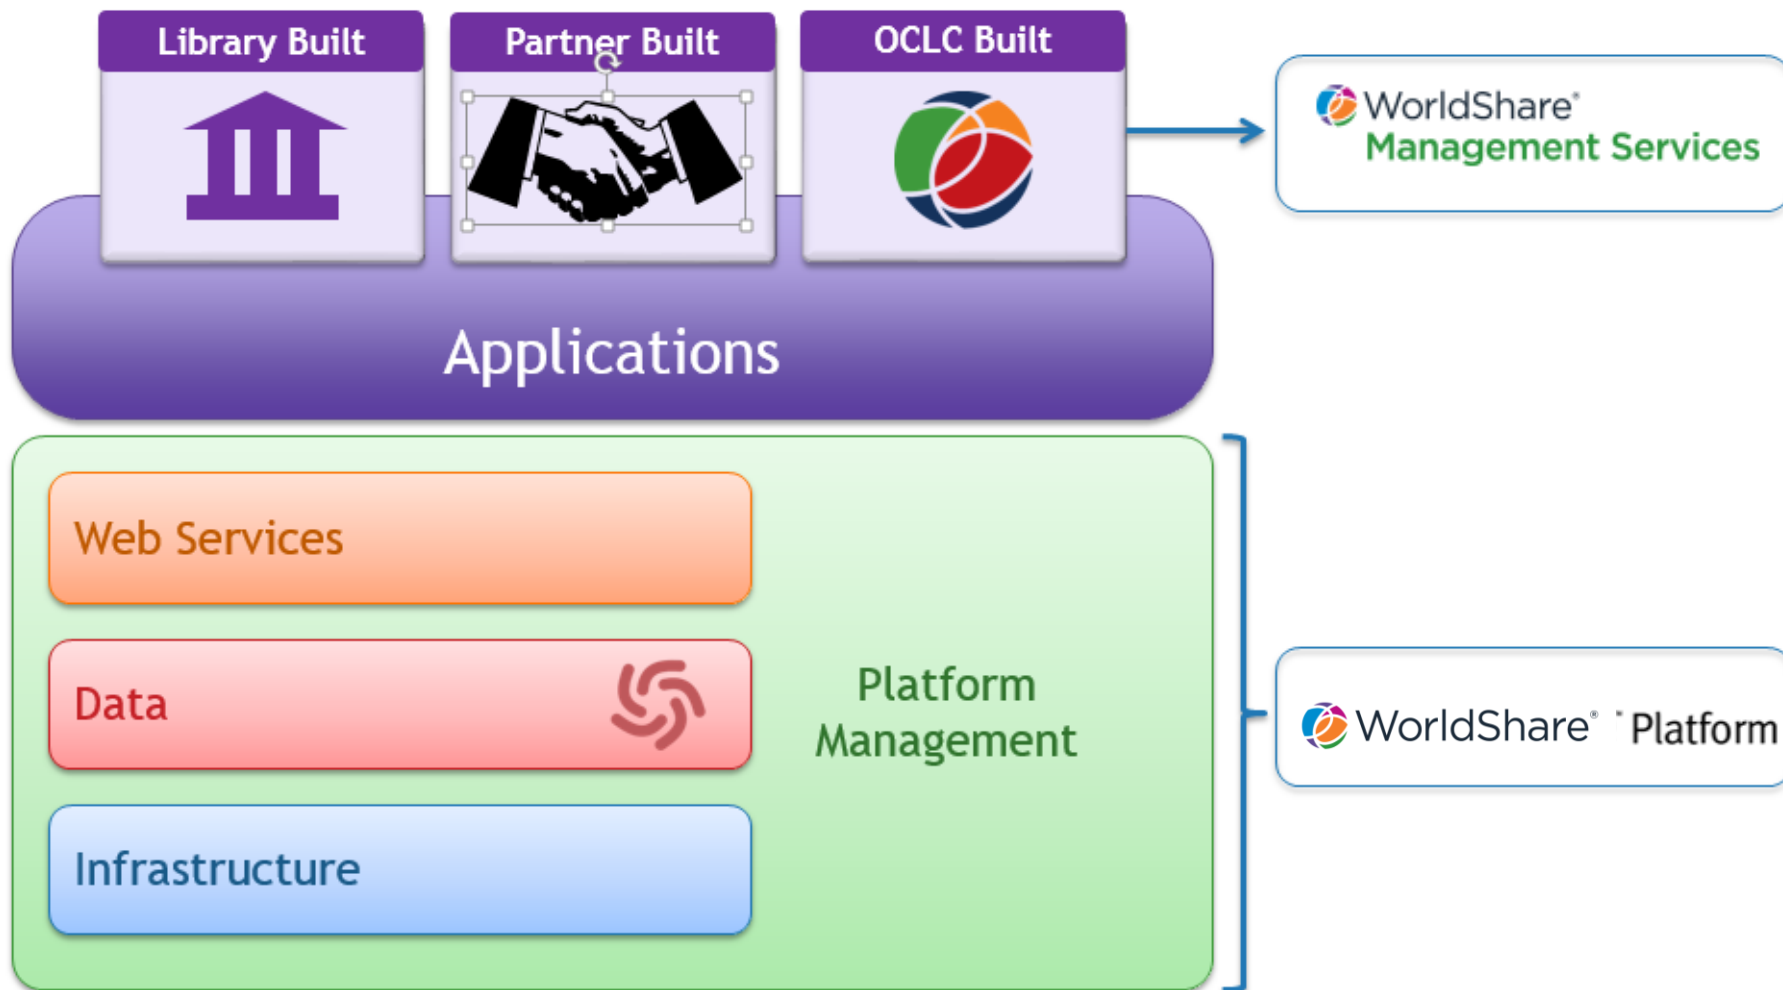 Library Built
Partner Built
OCLC Built
WorldShare®
Management Services
Applications
Web Services
Data
Infrastructure
Platform
Management
WorldShare® Platform